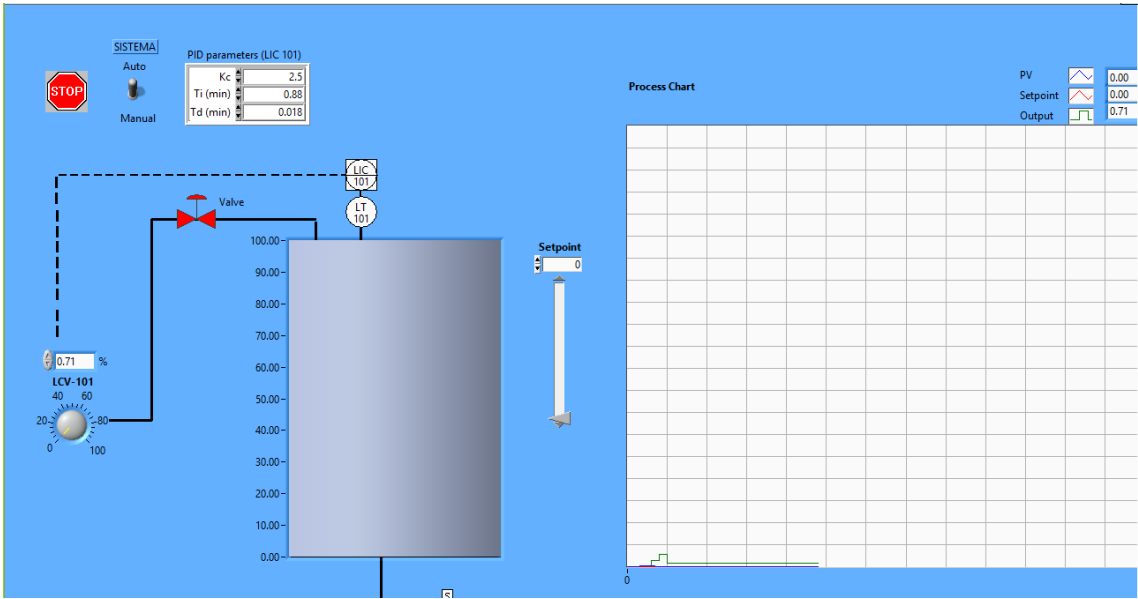 SISTEMA
Auto
Manual
STOP
PID parameters (LIC 101)
Kc 2.5
Ti (min) 0.88
Td (min) 0.018
Process Chart
PV 0.00
Setpoint 0.00
Output 0.71
LIC
101
LT
101
Valve
100.00
90.00
80.00
70.00
60.00
50.00
40.00
30.00
20.00
10.00
0.00
Setpoint
0
0.71 %
LCV-101
0
20
40
60
80
100
0
S